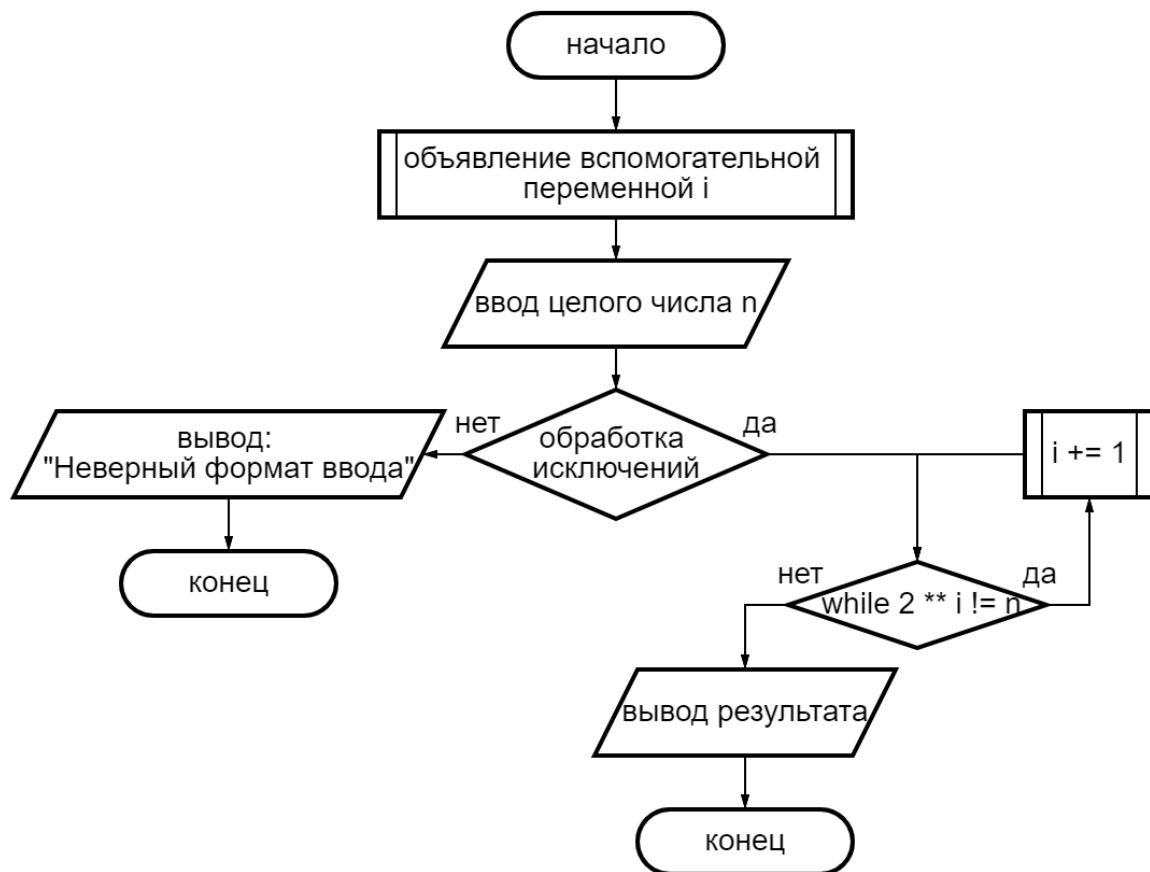 начало
объявление вспомогательной
переменной i
ввод целого числа n
нет
да
вывод:
"Неверный формат ввода"
обработка
исключений
i += 1
конец
нет
да
while 2 ** i != n
вывод результата
конец